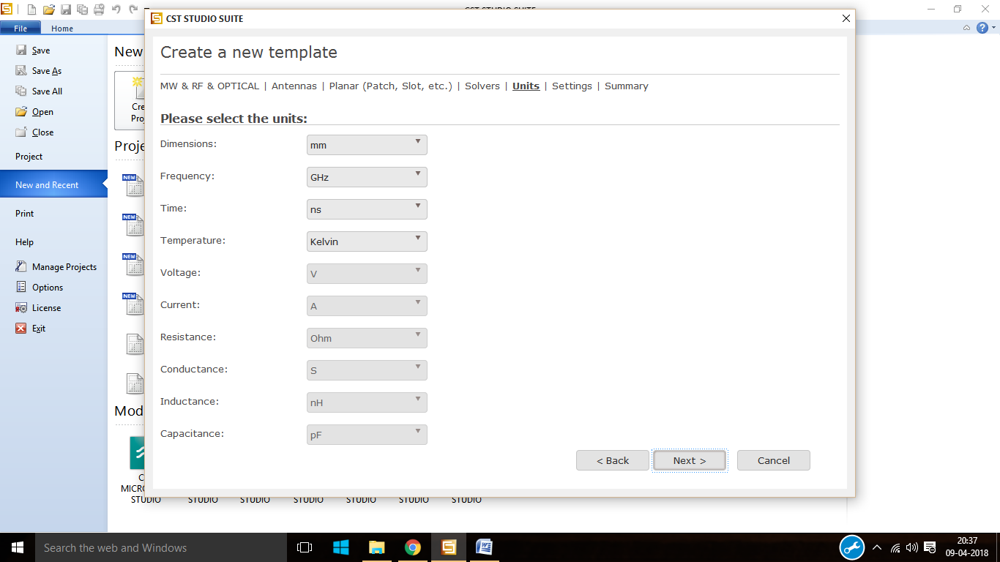 CST STUDIO SUITE
File Home
CST STUDIO SUITE
Save
Save As
Save All
Open
Close
Project
New and Recent
Print
Help
Manage Projects
Options
License
Exit
New
Proje
NEW
NEW
NEW
NEW
Mod
MICRO
STUDIO STUDIO STUDIO STUDIO STUDIO STUDIO STUDIO
Create a new template
MW & RF & OPTICAL | Antennas | Planar (Patch, Slot, etc.) | Solvers | Units | Settings | Summary
Please select the units:
Dimensions: mm
Frequency: GHz
Time: ns
Temperature: Kelvin
Voltage: V
Current: A
Resistance: Ohm
Conductance: S
Inductance: nH
Capacitance: pF
< Back Next > Cancel
Search the web and Windows
20:37
09-04-2018